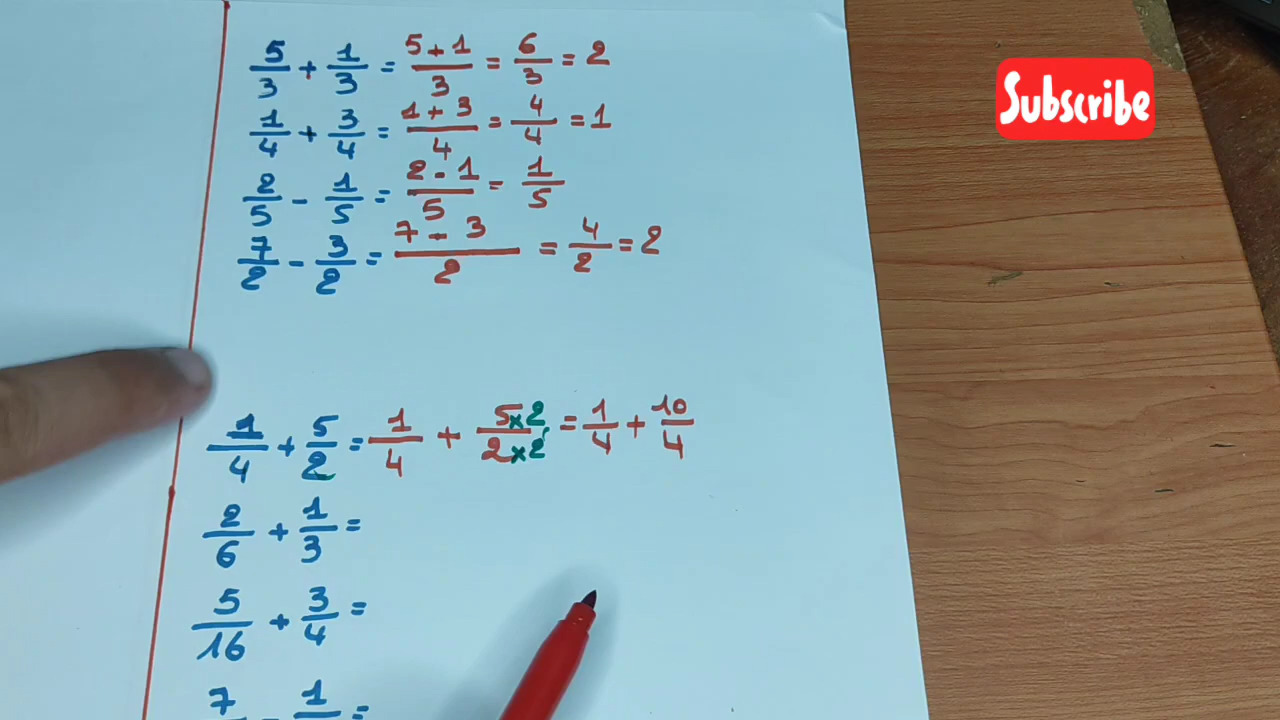 5/3 + 1/3 = 5+1/3 = 6/3 = 2
Subscribe
1/4 + 3/4 = 1+3/4 = 4/4 = 1
2/5 - 1/5 = 2-1/5 = 1/5
7/2 - 3/2 = 7-3/2 = 4/2 = 2
1/4 + 5/2 = 1/4 + 5×2/2×2 = 1/4 + 10/4
2/6 + 1/3 =
5/16 + 3/4 =
7 1 =